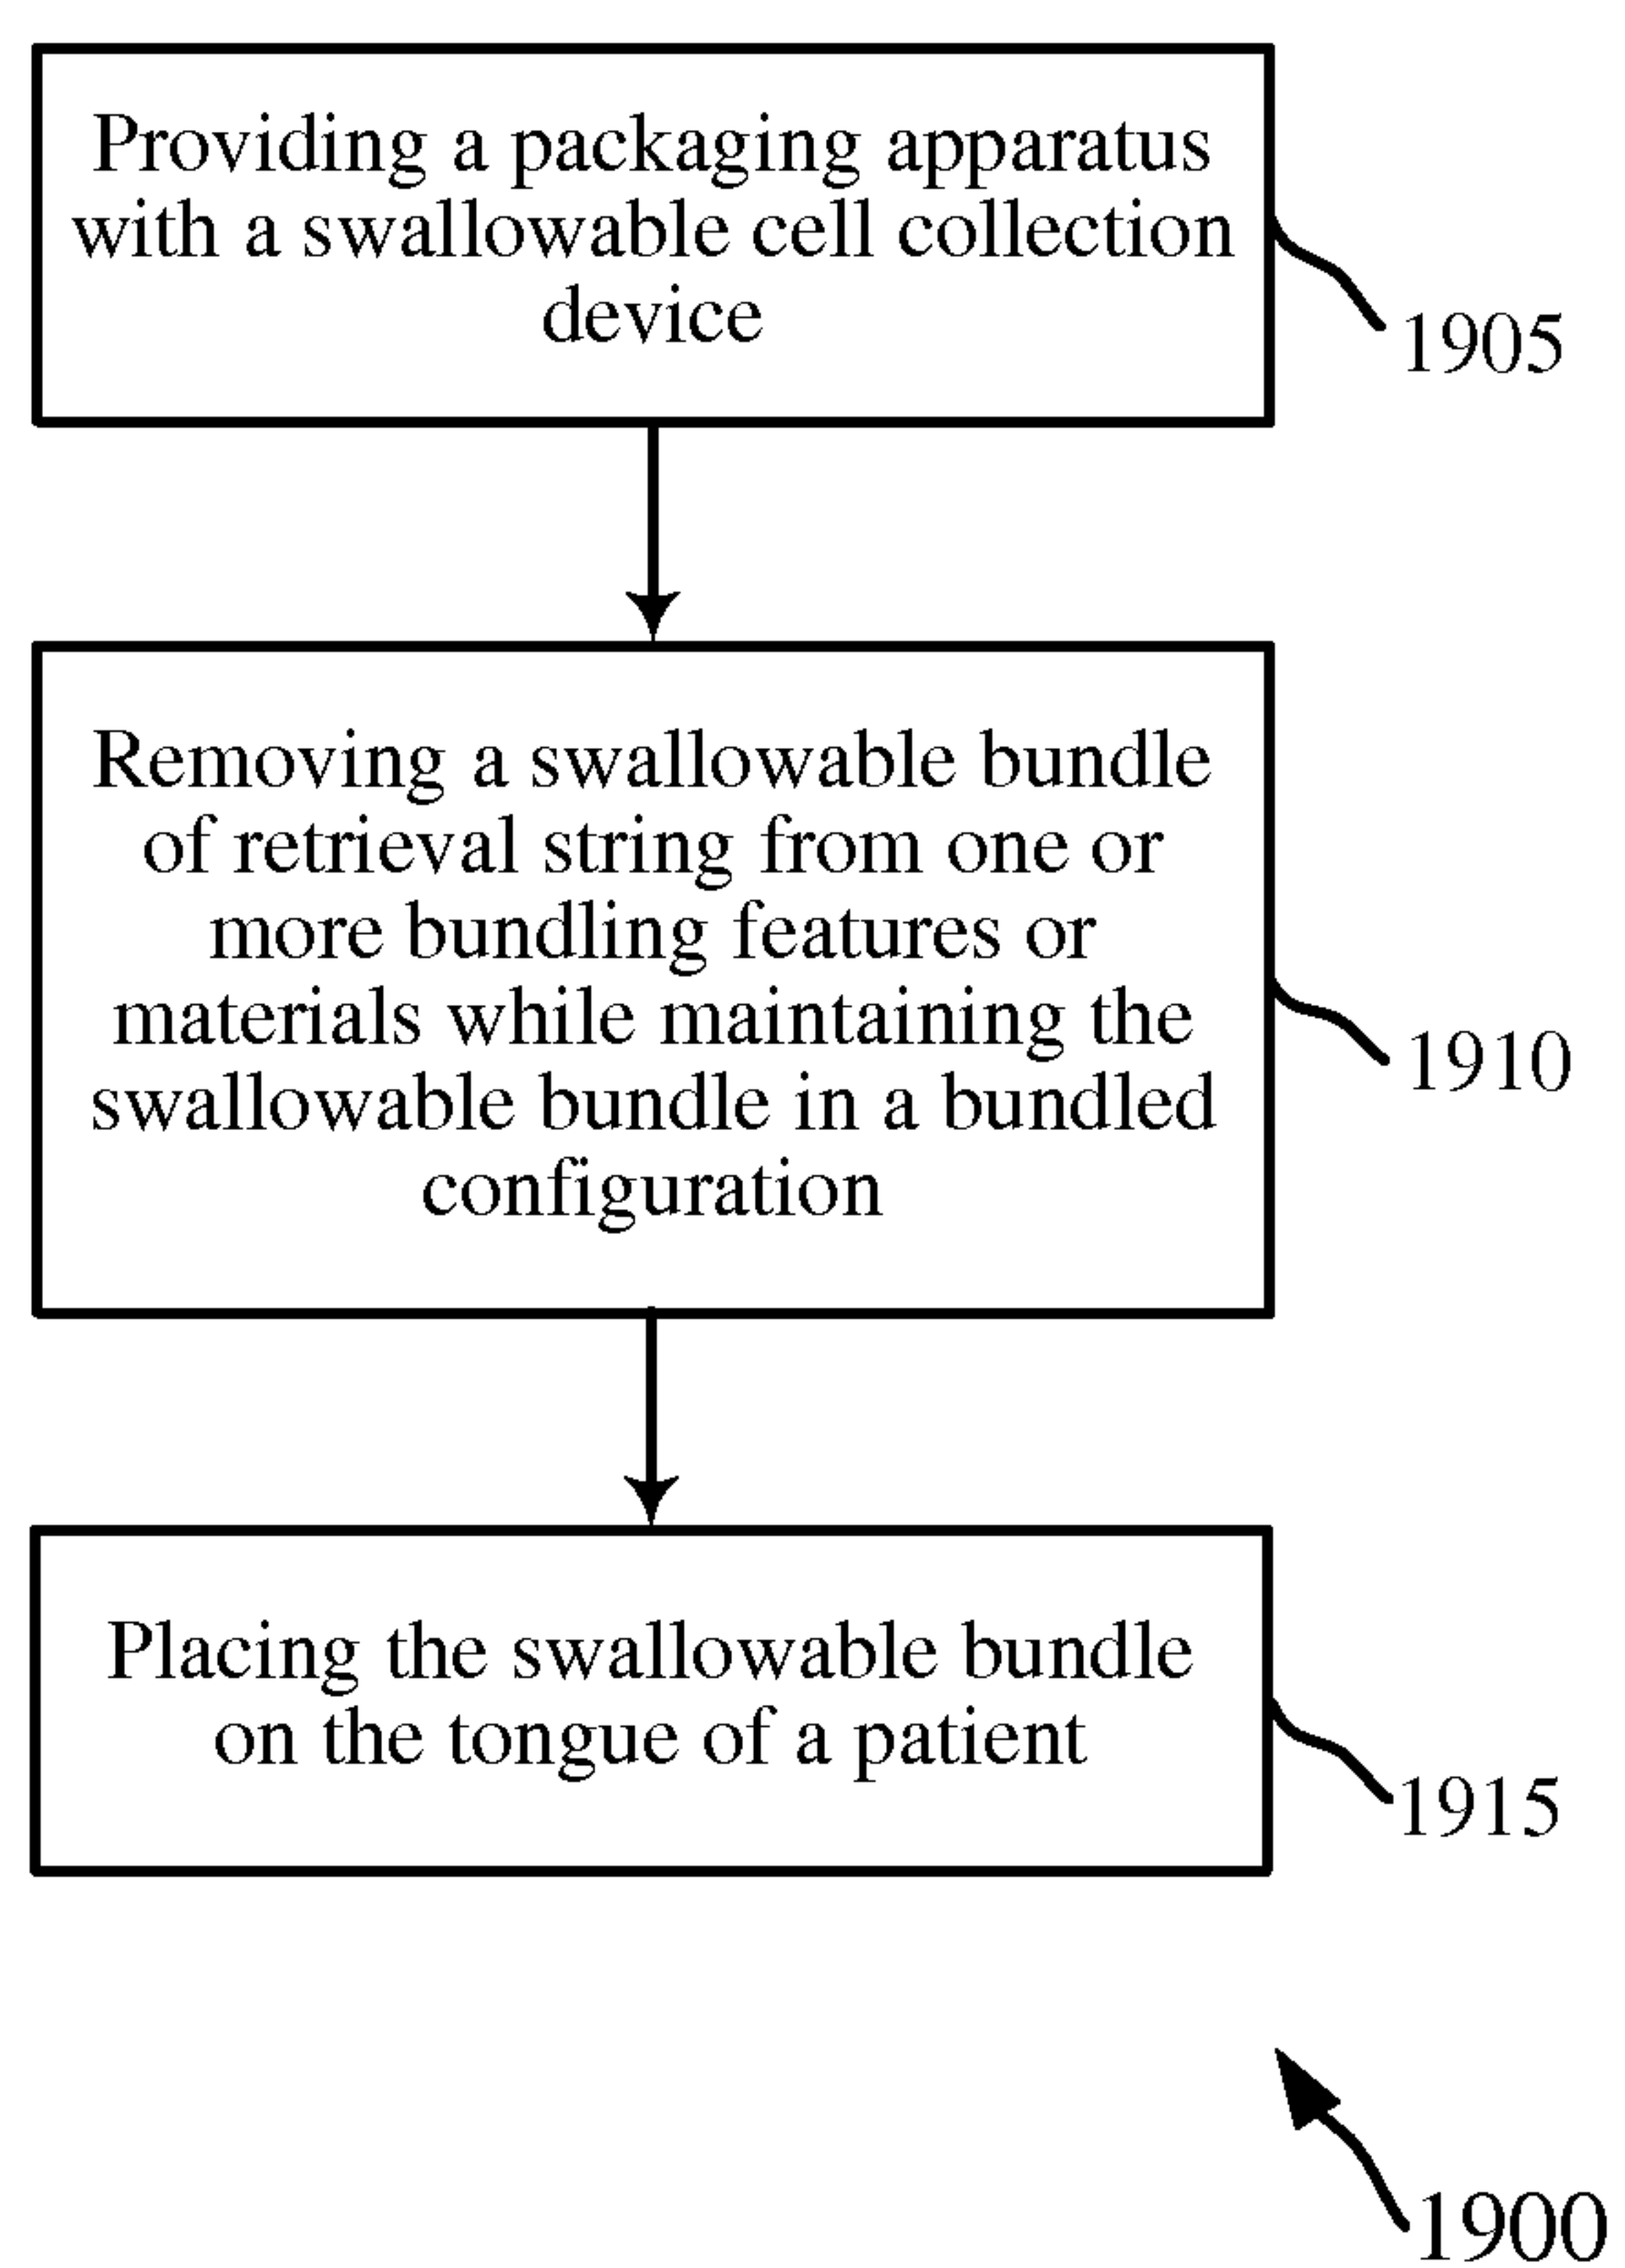 Providing a packaging apparatus
with a swallowable cell collection
device
1905
Removing a swallowable bundle
of retrieval string from one or
more bundling features or
materials while maintaining the
swallowable bundle in a bundled
configuration
1910
Placing the swallowable bundle
on the tongue of a patient
1915
1900